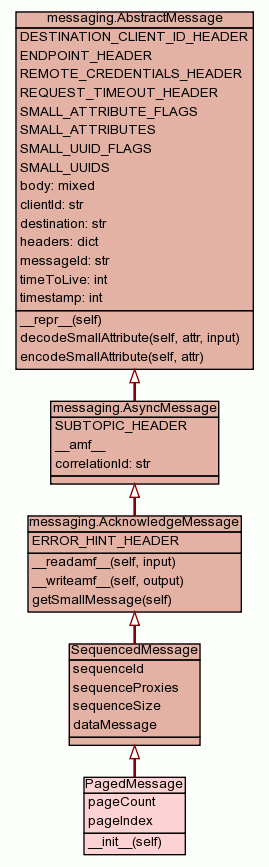 messaging.AbstractMessage
DESTINATION_CLIENT_ID_HEADER
ENDPOINT_HEADER
REMOTE_CREDENTIALS_HEADER
REQUEST_TIMEOUT_HEADER
SMALL_ATTRIBUTE_FLAGS
SMALL_ATTRIBUTES
SMALL_UUID_FLAGS
SMALL_UUIDS
body: mixed
clientId: str
destination: str
headers: dict
messageId: str
timeToLive: int
timestamp: int
__repr__(self)
decodeSmallAttribute(self, attr, input)
encodeSmallAttribute(self, attr)
messaging.AsyncMessage
SUBTOPIC_HEADER
__amf__
correlationId: str
messaging.AcknowledgeMessage
ERROR_HINT_HEADER
__readamf__(self, input)
__writeamf__(self, output)
getSmallMessage(self)
SequencedMessage
sequenceId
sequenceProxies
sequenceSize
dataMessage
PagedMessage
pageCount
pageIndex
__init__(self)